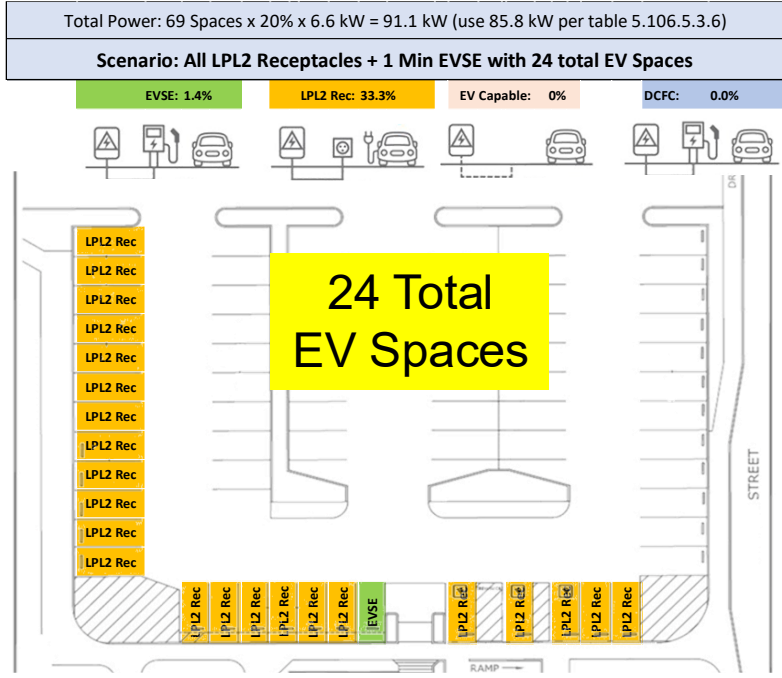 Total Power: 69 Spaces x 20% x 6.6 kW = 91.1 kW (use 85.8 kW per table 5.106.5.3.6)
Scenario: All LPL2 Receptacles + 1 Min EVSE with 24 total EV Spaces
EVSE: 1.4%
LPL2 Rec: 33.3%
EV Capable: 0%
DCFC: 0.0%
DR
LPL2 Rec
LPL2 Rec
LPL2 Rec
LPL2 Rec
LPL2 Rec
LPL2 Rec
LPL2 Rec
LPL2 Rec
LPL2 Rec
LPL2 Rec
LPL2 Rec
LPL2 Rec
24 Total
EV Spaces
STREET
LPL2 Rec
LPL2 Rec
LPL2 Rec
LPL2 Rec
LPL2 Rec
LPL2 Rec
EVSE
LPL2 Rec
LPL2 Rec
LPL2 Rec
LPL2 Rec
LPL2 Rec
RAMP